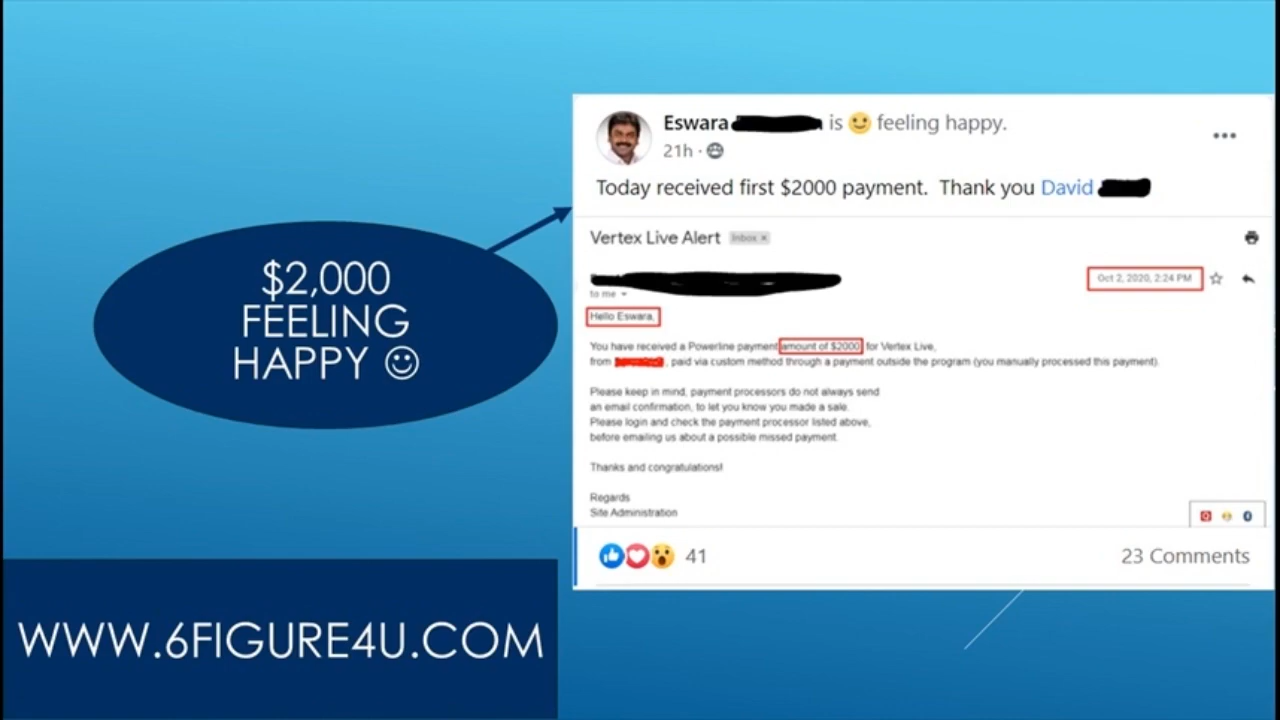 $2,000
FEELING
HAPPY ☺
WWW.6FIGURE4U.COM
Eswara is 🙂 feeling happy.
21h ·
Today received first $2000 payment. Thank you David
Vertex Live Alert Inbox x
to me
Oct 2, 2020, 2:24 PM
Hello Eswara,
You have received a Powerline payment amount of $2000 for Vertex Live,
from , paid via custom method through a payment outside the program (you manually processed this payment).
Please keep in mind, payment processors do not always send
an email confirmation, to let you know you made a sale.
Please login and check the payment processor listed above,
before emailing us about a possible missed payment.
Thanks and congratulations!
Regards
Site Administration
41
23 Comments